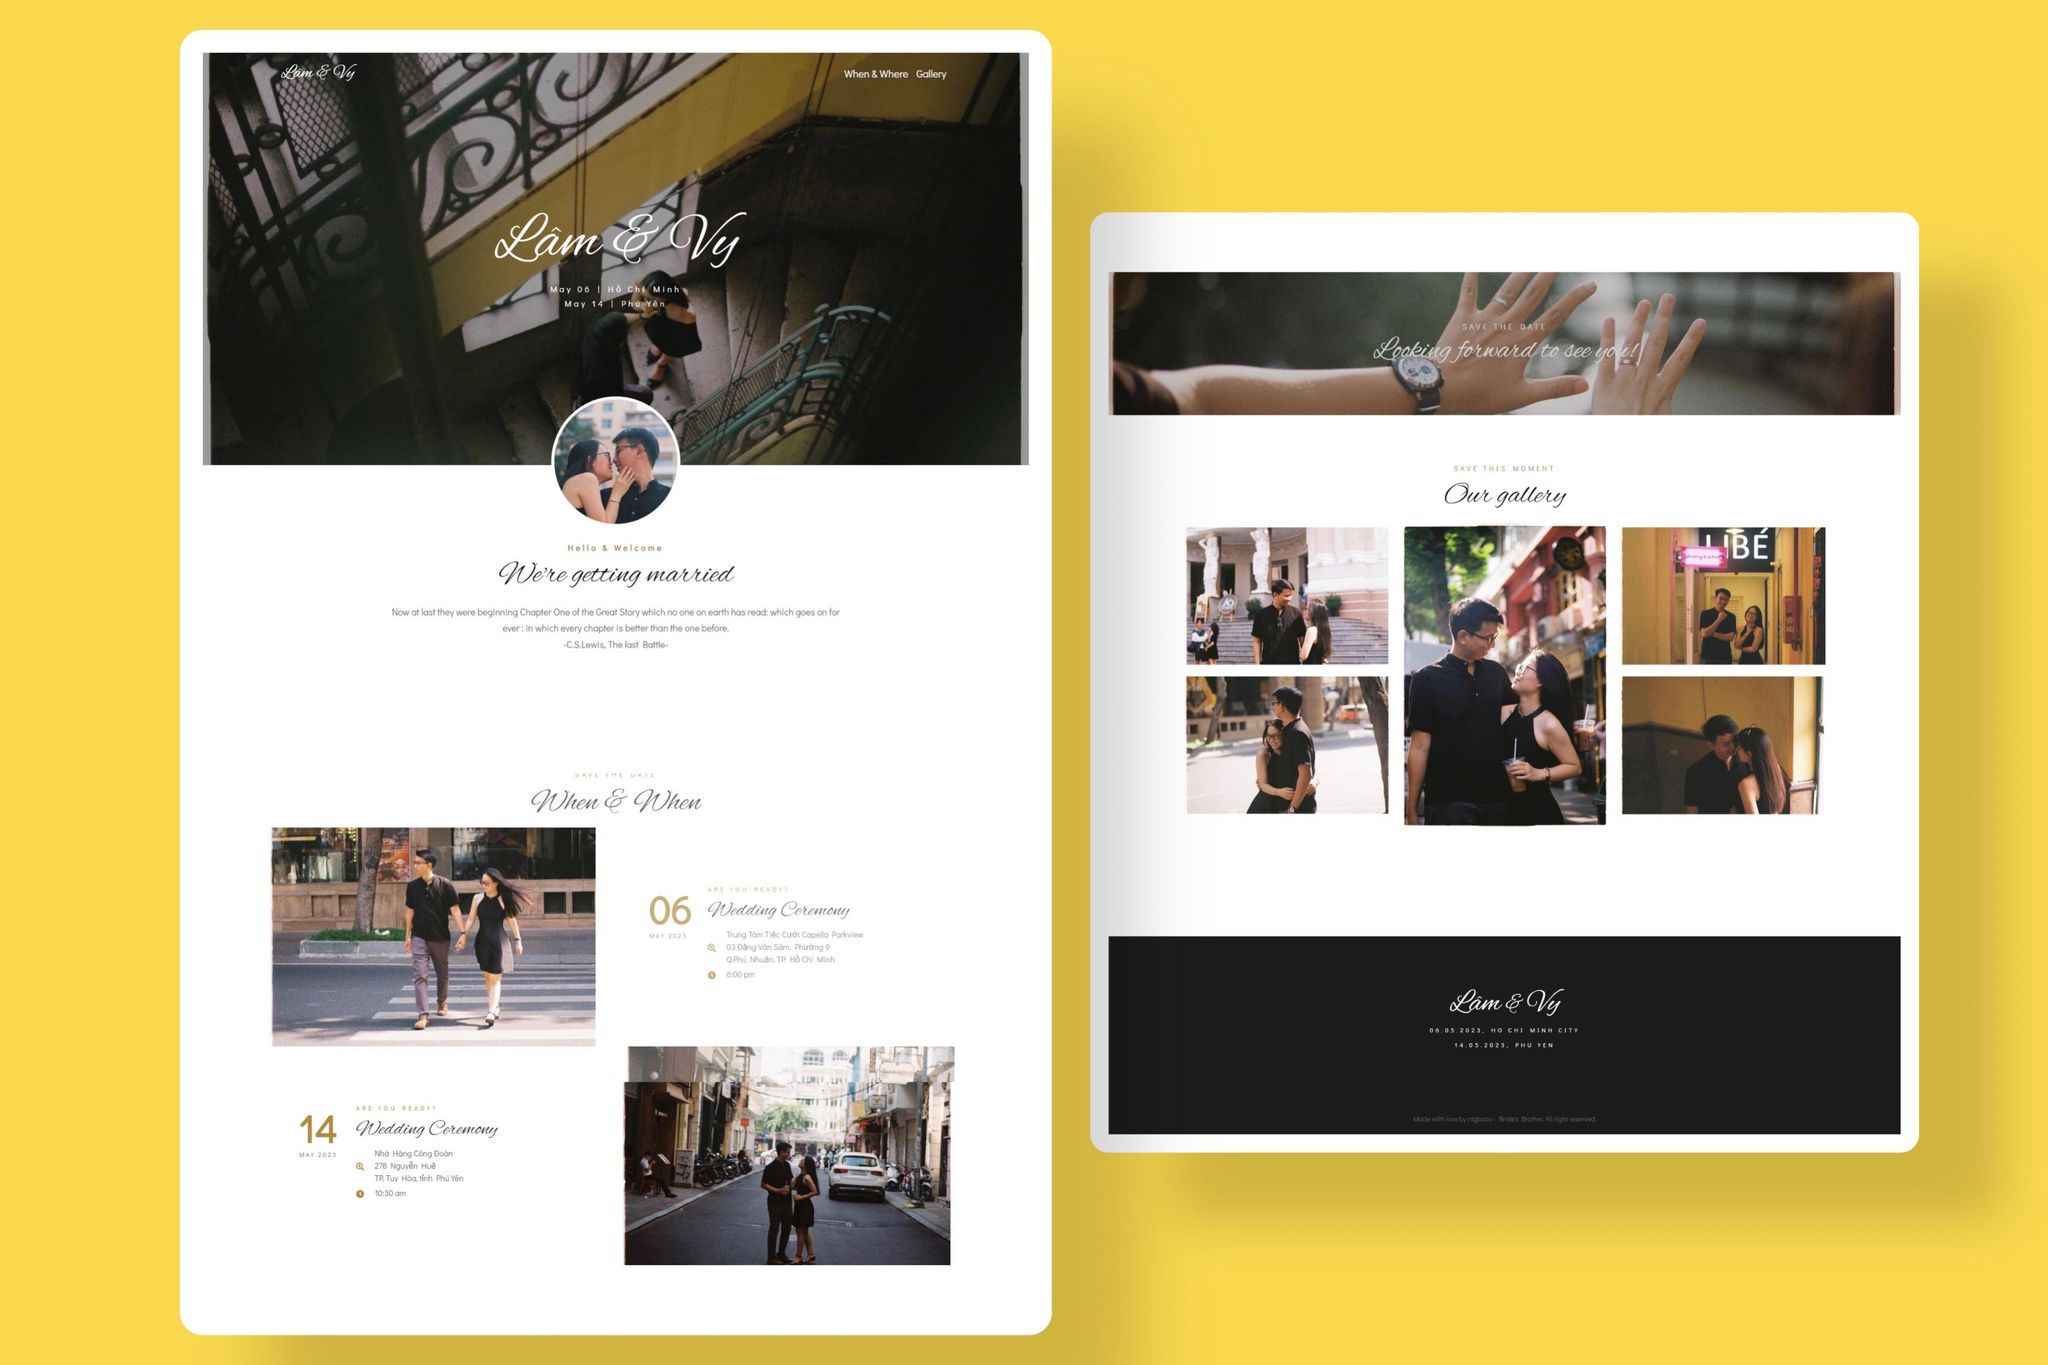 Lâm & Vy
When & Where Gallery
Lâm & Vy
May 06 | Hồ Chí Minh
May 14 | Phú Yên
Hello & Welcome
We're getting married
Now at last they were beginning Chapter One of the Great Story which no one on earth has read: which goes on for
ever : in which every chapter is better than the one before.
-C.S.Lewis, The last Battle-
SAVE THE DATE
When & When
06
MAY 2023
ARE YOU READY?
Wedding Ceremony
Trung Tâm Tiệc Cưới Capella Parkview
03 Đặng Văn Sâm. Phường 9
Q.Phú Nhuận, TP. Hồ Chí Minh
6:00 pm
14
MAY 2023
ARE YOU READY?
Wedding Ceremony
Nhà Hàng Công Đoàn
278 Nguyễn Huệ
TP. Tuy Hòa, tỉnh Phú Yên
10:30 am
SAVE THE DATE
Looking forward to see you!
SAVE THIS MOMENT
Our gallery
Lâm & Vy
06.05.2023, HO CHI MINH CITY
14.05.2023, PHU YEN
Made with love by ntgbaoo - Bride's Brother. All right reserved.